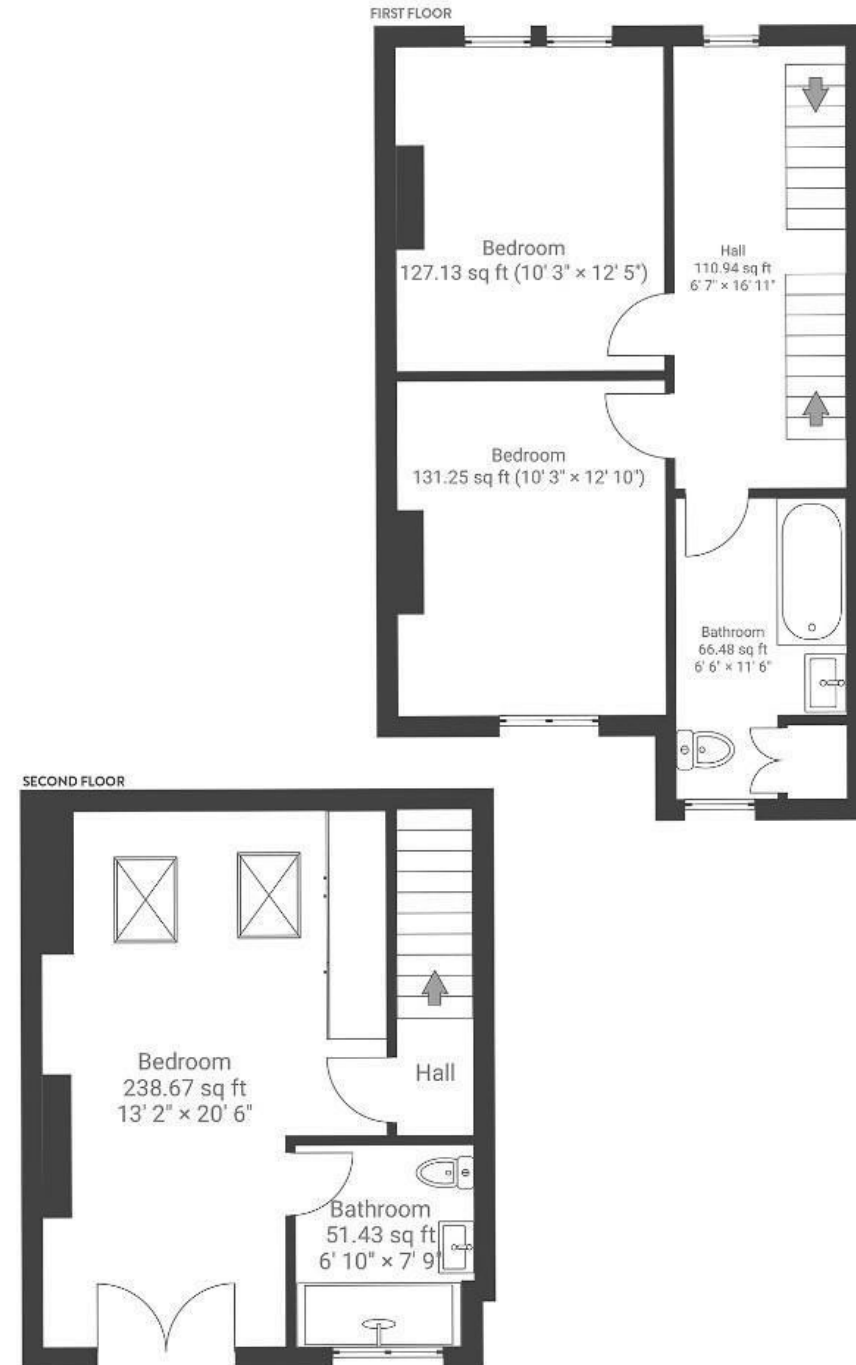 FIRST FLOOR
Bedroom
127.13 sq ft (10' 3" × 12' 5")
Hall
110.94 sq ft
6' 7" × 16' 11"
Bedroom
131.25 sq ft (10' 3" × 12' 10")
Bathroom
66.48 sq ft
6' 6" × 11' 6"
SECOND FLOOR
Bedroom
238.67 sq ft
13' 2" × 20' 6"
Hall
Bathroom
51.43 sq ft
6' 10" × 7' 9"